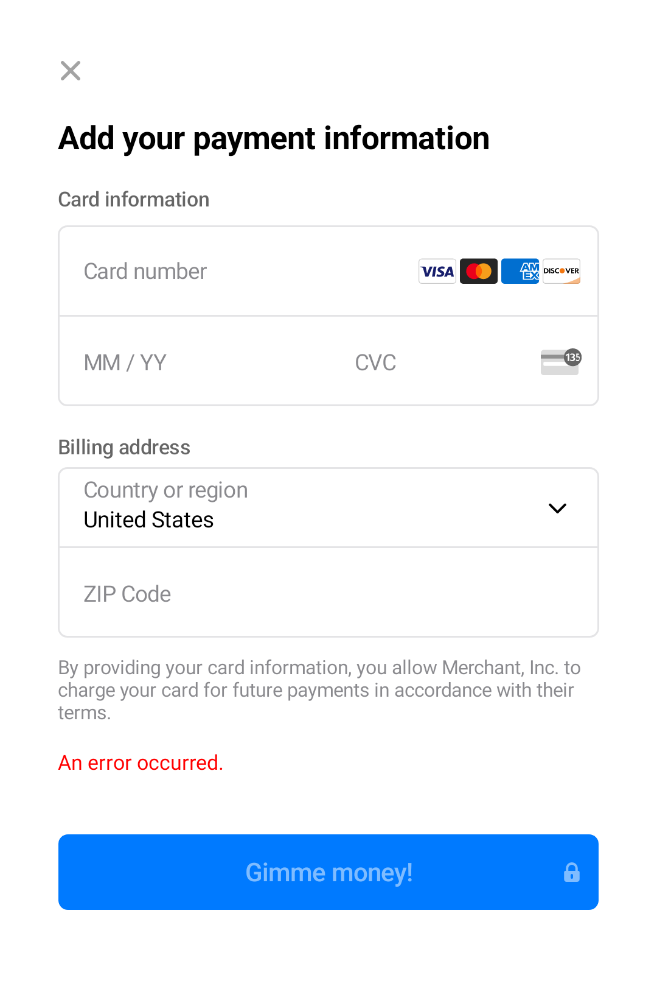 Add your payment information
Card information
Card number
VISA
AM
EX
DISCOVER
MM / YY
CVC
135
Billing address
Country or region
United States
ZIP Code
By providing your card information, you allow Merchant, Inc. to
charge your card for future payments in accordance with their
terms.
An error occurred.
Gimme money!